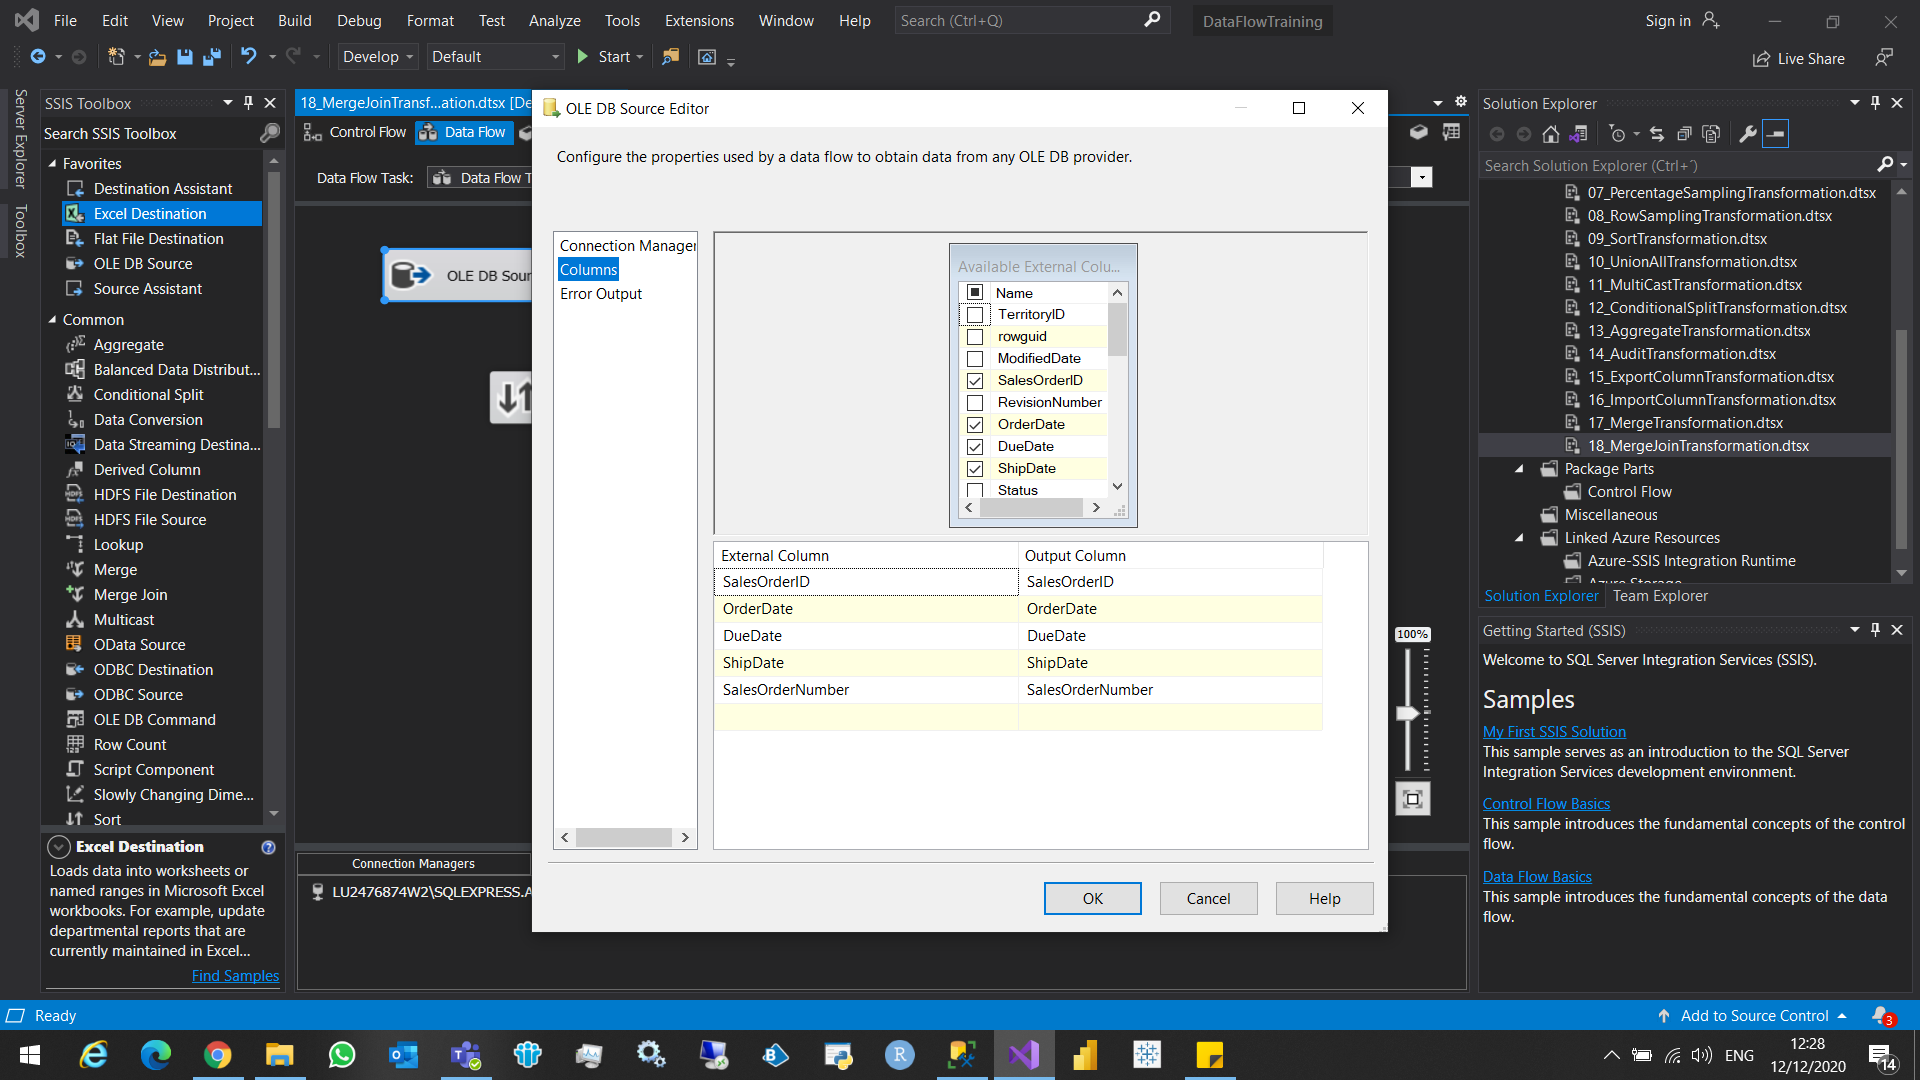 File Edit View Project Build Debug Format Test Analyze Tools Extensions Window Help Search (Ctrl+Q) DataFlowTraining Sign in
Develop Default Start Live Share
Server Explorer
Toolbox
SSIS Toolbox
Search SSIS Toolbox
Favorites
Destination Assistant
Excel Destination
Flat File Destination
OLE DB Source
Source Assistant
Common
Aggregate
Balanced Data Distribut...
Conditional Split
Data Conversion
Data Streaming Destina...
Derived Column
HDFS File Destination
HDFS File Source
Lookup
Merge
Merge Join
Multicast
OData Source
ODBC Destination
ODBC Source
OLE DB Command
Row Count
Script Component
Slowly Changing Dime...
Sort
Excel Destination
Loads data into worksheets or
named ranges in Microsoft Excel
workbooks. For example, update
departmental reports that are
currently maintained in Excel...
Find Samples
18_MergeJoinTransf...ation.dtsx [De
Control Flow Data Flow
Data Flow Task: Data Flow T
OLE DB Sour
Connection Managers
LU2476874W2\SQLEXPRESS.A
OLE DB Source Editor
Configure the properties used by a data flow to obtain data from any OLE DB provider.
Connection Manager
Columns
Error Output
Available External Colu...
Name
TerritoryID
rowguid
ModifiedDate
SalesOrderID
RevisionNumber
OrderDate
DueDate
ShipDate
Status
External Column Output Column
SalesOrderID SalesOrderID
OrderDate OrderDate
DueDate DueDate
ShipDate ShipDate
SalesOrderNumber SalesOrderNumber
OK Cancel Help
100%
Solution Explorer
Search Solution Explorer (Ctrl+´)
07_PercentageSamplingTransformation.dtsx
08_RowSamplingTransformation.dtsx
09_SortTransformation.dtsx
10_UnionAllTransformation.dtsx
11_MultiCastTransformation.dtsx
12_ConditionalSplitTransformation.dtsx
13_AggregateTransformation.dtsx
14_AuditTransformation.dtsx
15_ExportColumnTransformation.dtsx
16_ImportColumnTransformation.dtsx
17_MergeTransformation.dtsx
18_MergeJoinTransformation.dtsx
Package Parts
Control Flow
Miscellaneous
Linked Azure Resources
Azure-SSIS Integration Runtime
Azure Storage
Solution Explorer Team Explorer
Getting Started (SSIS)
Welcome to SQL Server Integration Services (SSIS).
Samples
My First SSIS Solution
This sample serves as an introduction to the SQL Server
Integration Services development environment.
Control Flow Basics
This sample introduces the fundamental concepts of the control
flow.
Data Flow Basics
This sample introduces the fundamental concepts of the data
flow.
Ready Add to Source Control 3
ENG 12:28
12/12/2020 14